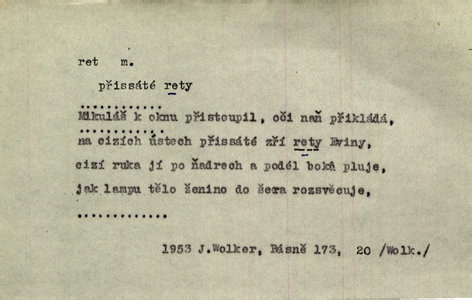 ret m.
přissáté rety
............
Mikuláš k oknu přistoupil, oči naň přikládá,
.............
na cizích ústech přissáté zří rety Eviny,
cizí ruka jí po ňadrech a podél boků pluje,
jak lampu tělo ženino do šera rozsvěcuje,
.............
1953 J.Wolker, Básně 173, 20 /Wolk./